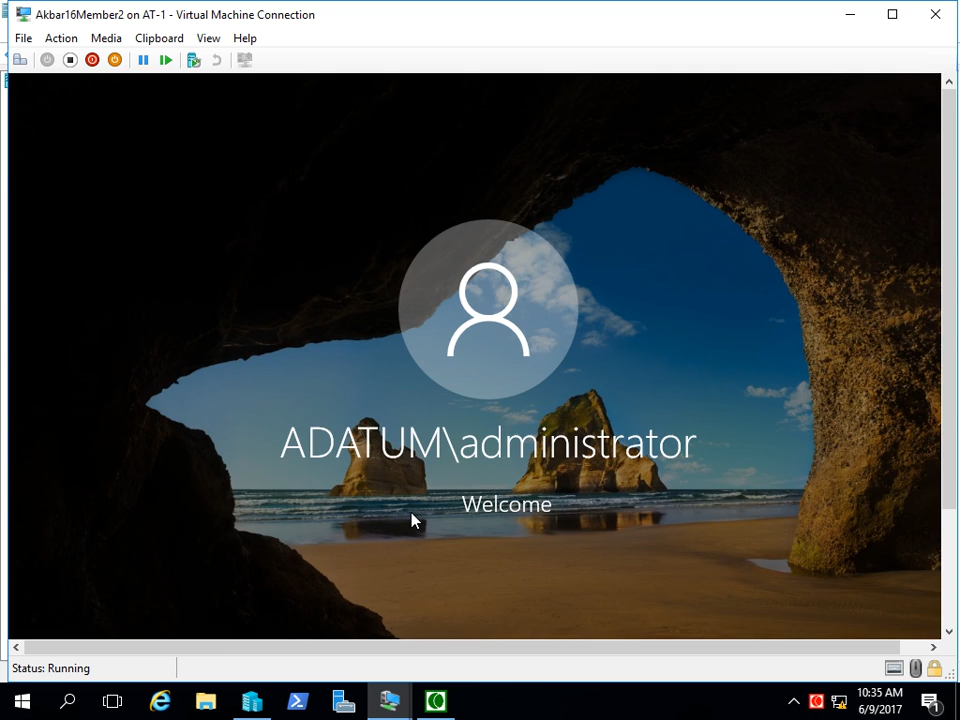 Akbar16Member2 on AT-1 - Virtual Machine Connection
File Action Media Clipboard View Help
ADATUM\administrator
Welcome
Status: Running
10:35 AM
6/9/2017
1